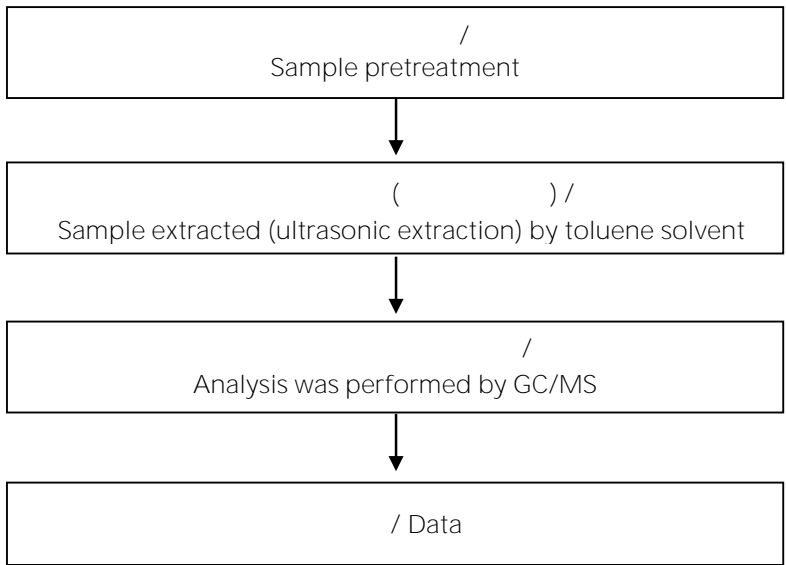 /
Sample pretreatment
( ) /
Sample extracted (ultrasonic extraction) by toluene solvent
/
Analysis was performed by GC/MS
/ Data